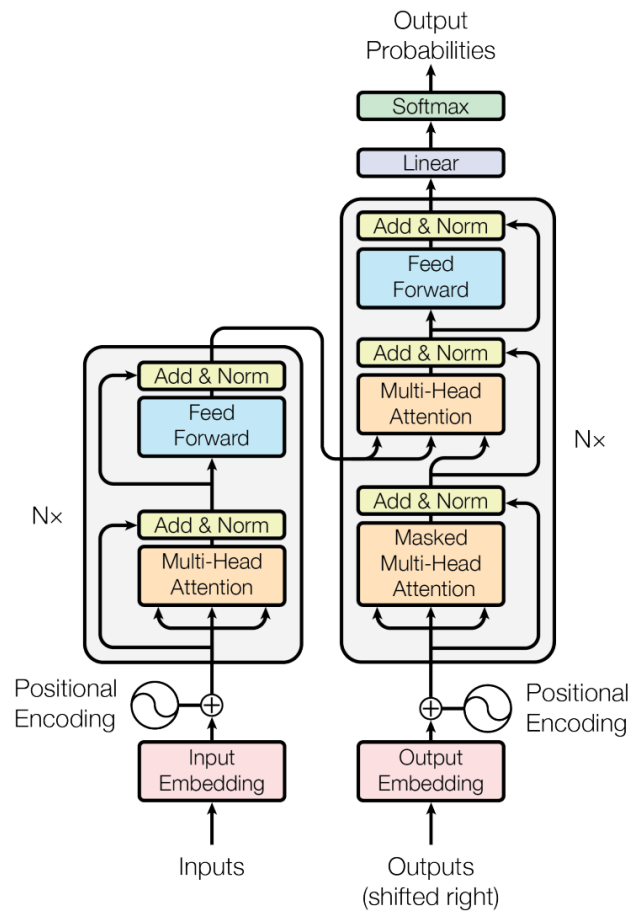 Output
Probabilities
Softmax
Linear
Add & Norm
Feed
Forward
Add & Norm
Multi-Head
Attention
Nx
Add & Norm
Masked
Multi-Head
Attention
Add & Norm
Feed
Forward
Nx
Add & Norm
Multi-Head
Attention
Positional
Encoding
Positional
Encoding
Input
Embedding
Output
Embedding
Inputs
Outputs
(shifted right)